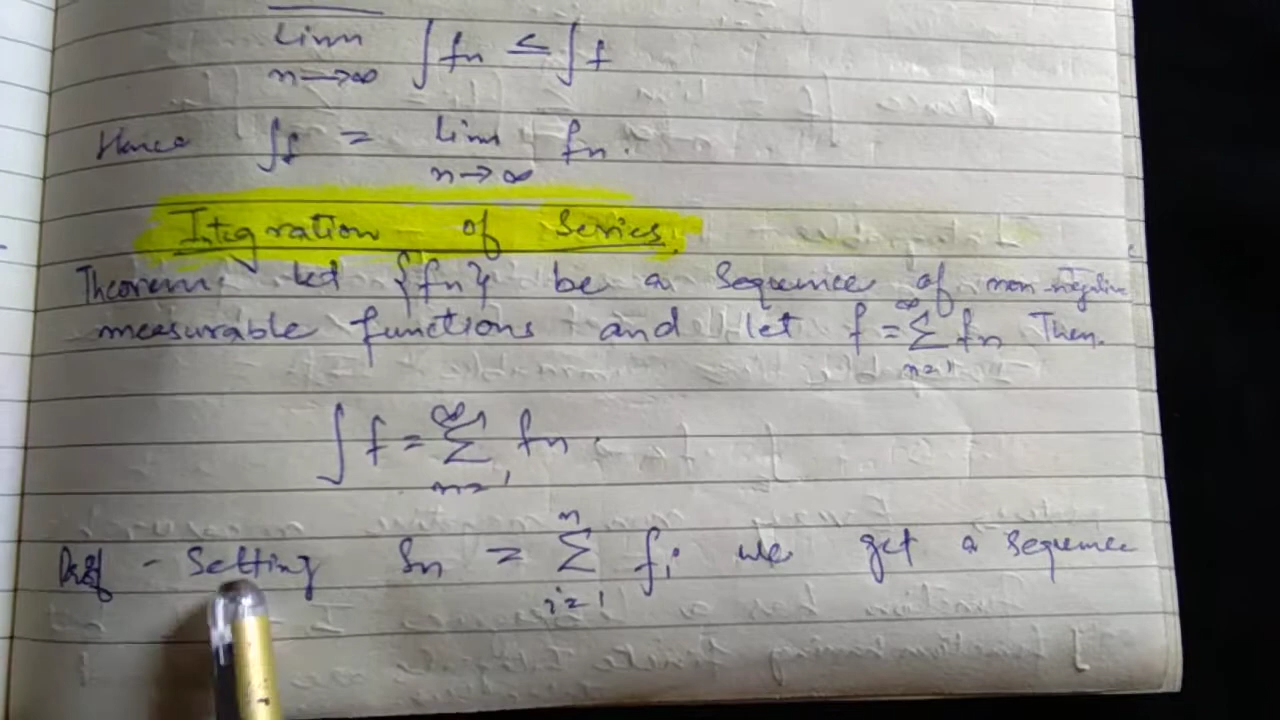 lim n→∞ ∫fn ≤ ∫f
Hence ∫f = lim n→∞ fn.
Integration of Series.
Theorem, Let {fn} be a sequence of non-negative
measurable functions and let f = ∞ Σ n=1 fn Then.
∫f = ∞ Σ n=1 fn.
- Setting Sn = n Σ i=1 fi we get a sequence